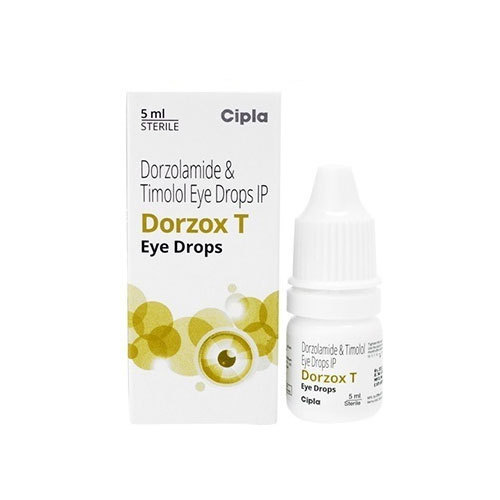 5 ml
STERILE
Cipla
Dorzolamide &
Timolol Eye Drops IP
Dorzox T
Eye Drops
Dorzolamide & Timolol
Eye Drops IP
Dorzox T
Eye Drops
Cipla
5 ml
Sterile